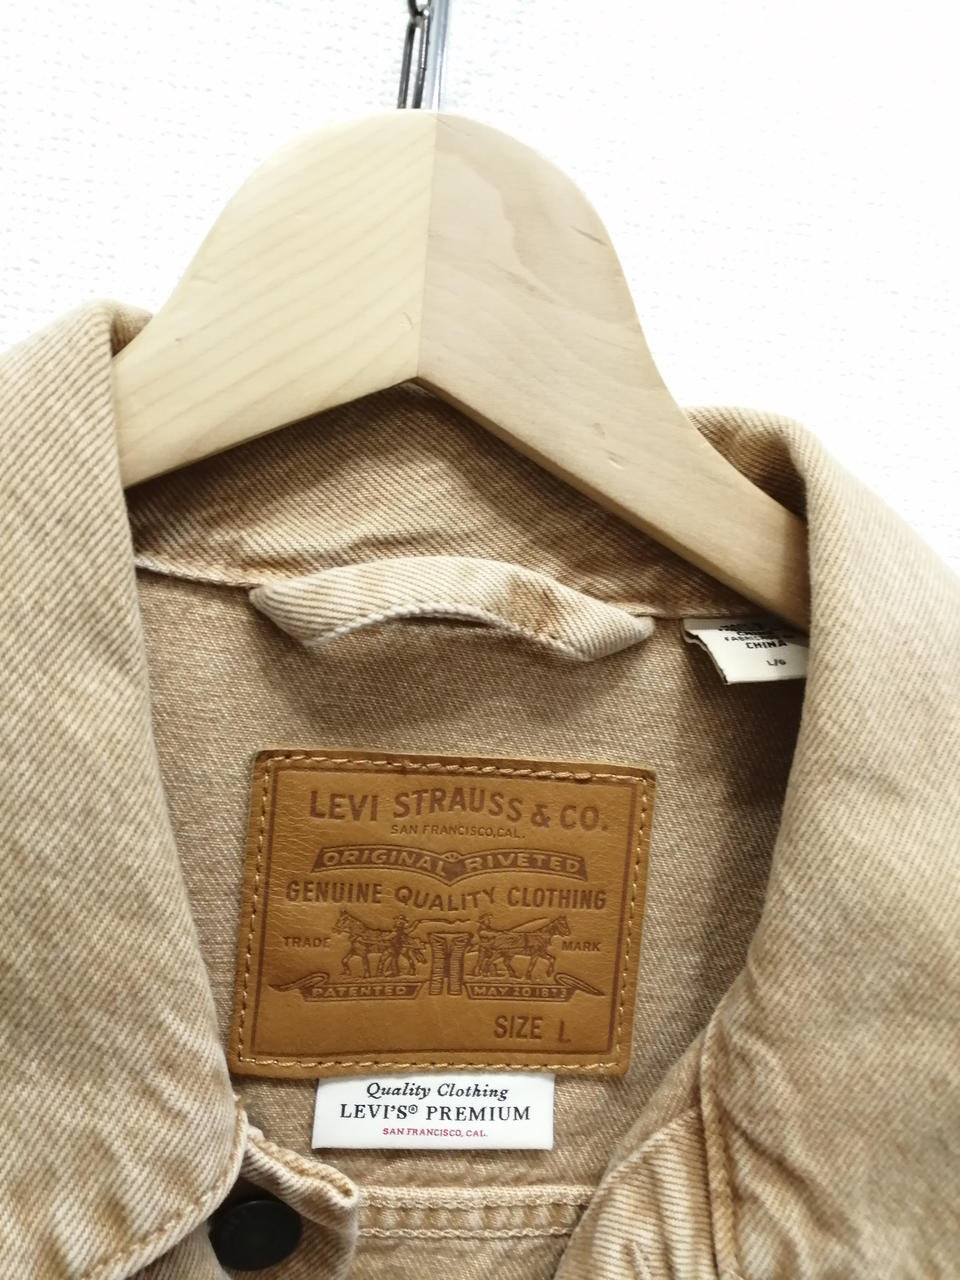 CHINA
L/G
LEVI STRAUSS & CO.
SAN FRANCISCO, CAL.
ORIGINAL RIVETED
GENUINE QUALITY CLOTHING
TRADE MARK
PATENTED MAY 20 1873
SIZE L
Quality Clothing
LEVI'S® PREMIUM
SAN FRANCISCO, CAL.